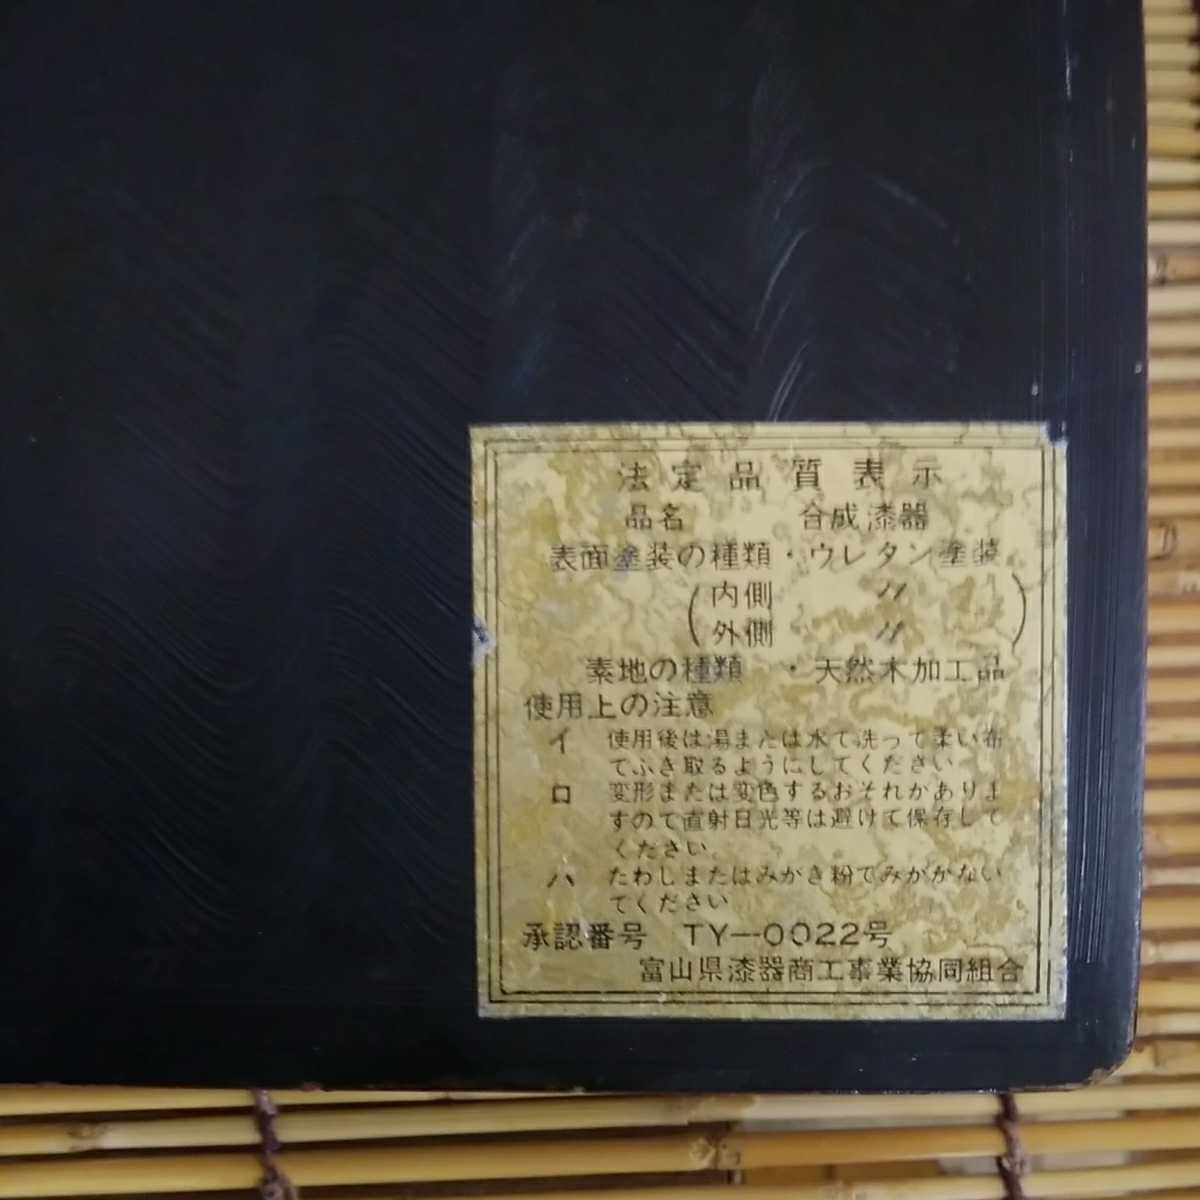 法定品質表示
品名 合成漆器
表面塗装の種類・ウレタン塗装
(内側 〃
外側 〃)
素地の種類 ・天然木加工品
使用上の注意
イ 使用後は湯または水で洗って柔い布
でふき取るようにしてください
ロ 変形または変色するおそれがありま
すので直射日光等は避けて保存して
ください
ハ たわしまたはみがき粉でみがかない
でください
承認番号 TY-0022号
富山県漆器商工事業協同組合